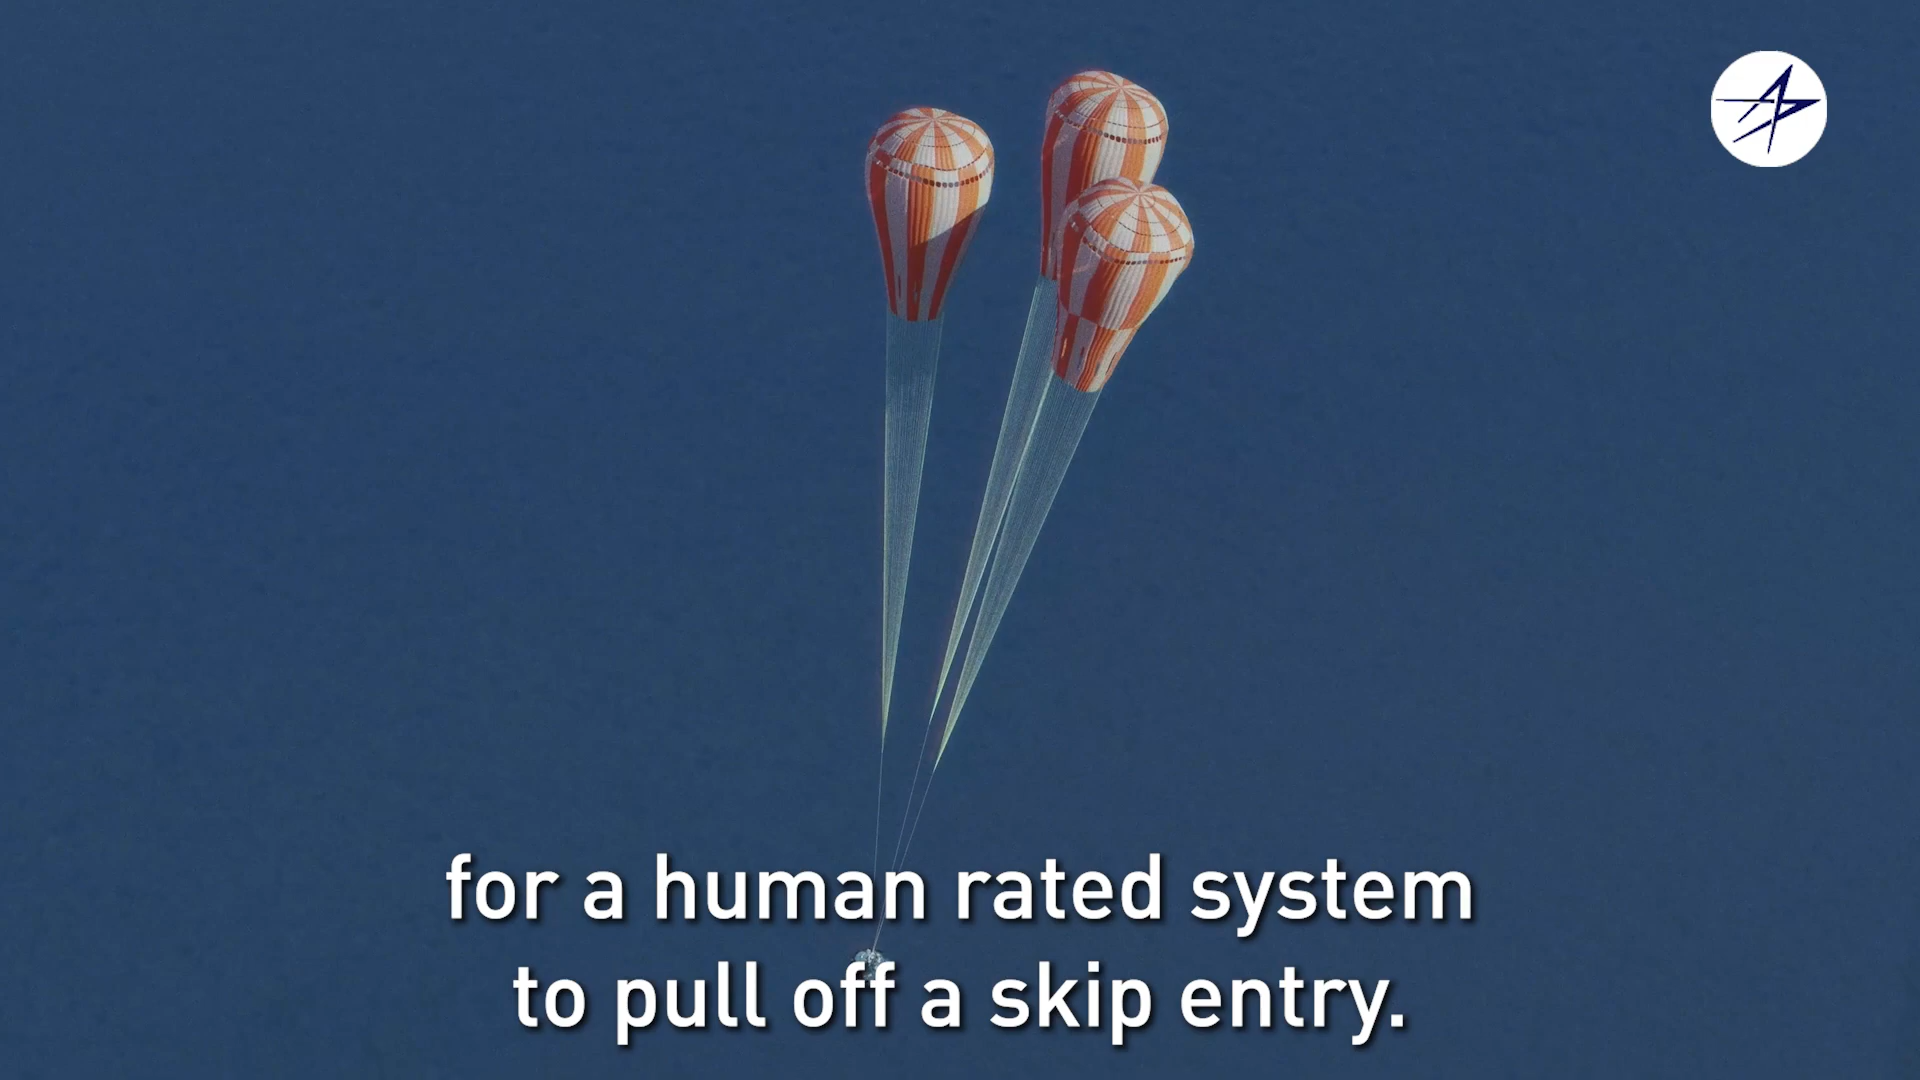 for a human rated system
to pull off a skip entry.